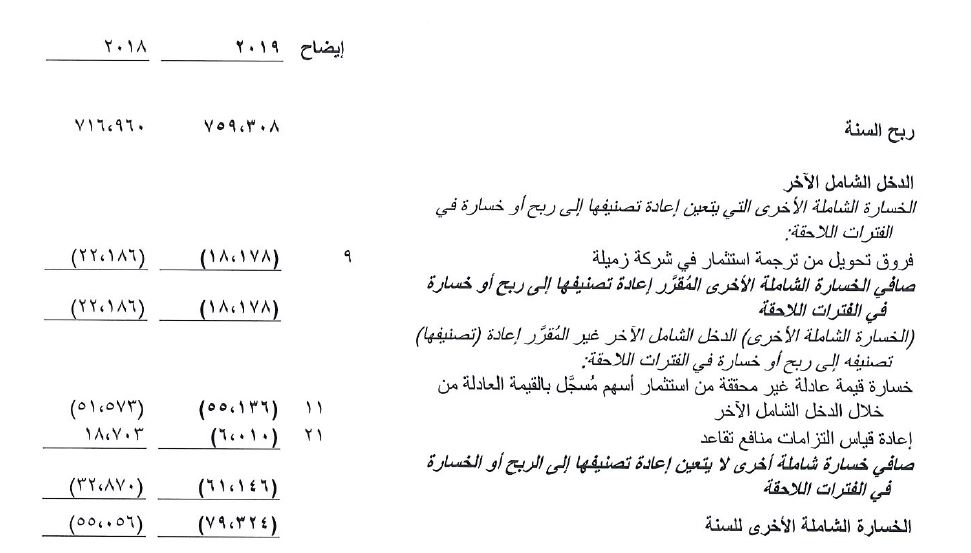 إيضاح ٢٠١٩ ٢٠١٨
ربح السنة ٧٥٩،٣٠٨ ٧١٦،٩٦٠
الدخل الشامل الآخر
الخسارة الشاملة الأخرى التي يتعين إعادة تصنيفها إلى ربح أو خسارة في
الفترات اللاحقة:
فروق تحويل من ترجمة استثمار في شركة زميلة ٩ (١٨،١٧٨) (٢٢،١٨٦)
صافي الخسارة الشاملة الأخرى المُقرَّر إعادة تصنيفها إلى ربح أو خسارة
في الفترات اللاحقة (١٨،١٧٨) (٢٢،١٨٦)
(الخسارة الشاملة الأخرى) الدخل الشامل الآخر غير المُقرَّر إعادة (تصنيفها)
تصنيفه إلى ربح أو خسارة في الفترات اللاحقة:
خسارة قيمة عادلة غير محققة من استثمار أسهم مُسجَّل بالقيمة العادلة من
خلال الدخل الشامل الآخر ١١ (٥٥،١٣٦) (٥١،٥٧٣)
إعادة قياس التزامات منافع تقاعد ٢١ (٦،٠١٠) ١٨،٧٠٣
صافي خسارة شاملة أخرى لا يتعين إعادة تصنيفها إلى الربح أو الخسارة
في الفترات اللاحقة (٦١،١٤٦) (٣٢،٨٧٠)
الخسارة الشاملة الأخرى للسنة (٧٩،٣٢٤) (٥٥،٠٥٦)